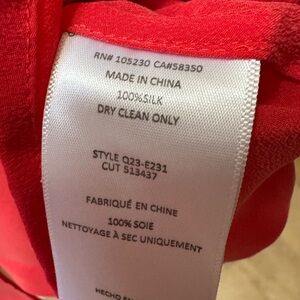 RN# 105230 CA#58350
MADE IN CHINA
100%SILK
DRY CLEAN ONLY
STYLE Q23-E231
CUT 513437
FABRIQUÉ EN CHINE
100% SOIE
NETTOYAGE À SEC UNIQUEMENT
HECHO